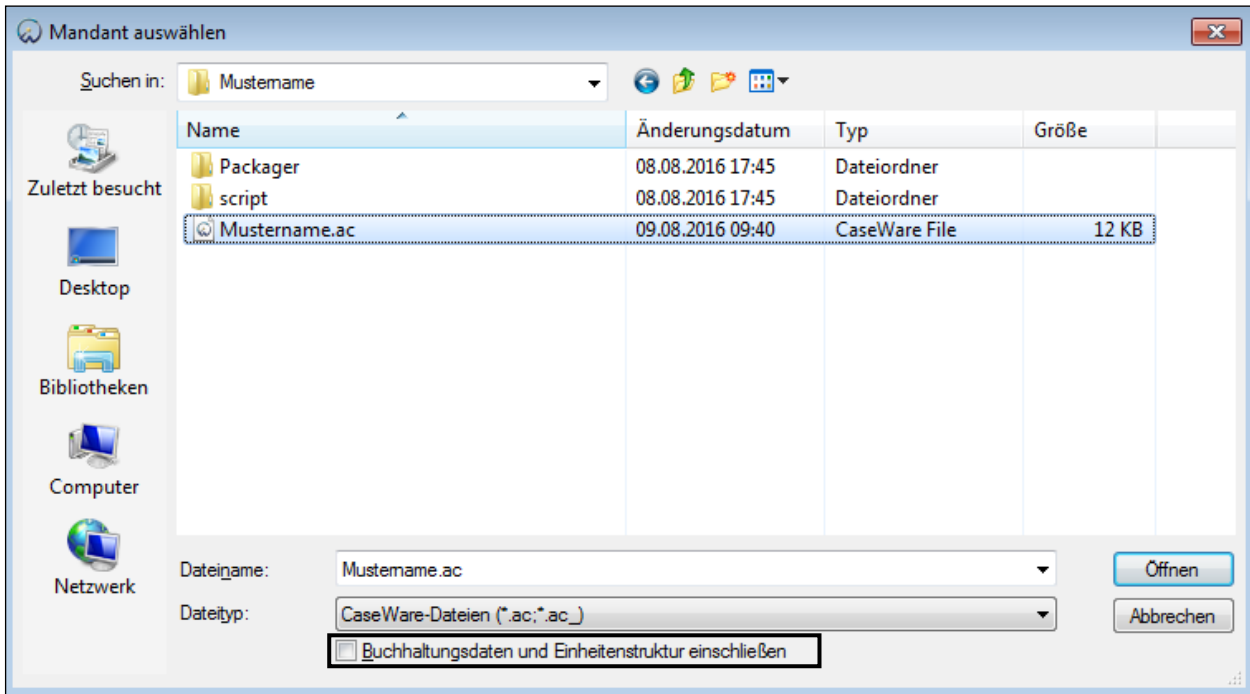 Mandant auswählen
Suchen in: Mustername
Name Änderungsdatum Typ Größe
Packager 08.08.2016 17:45 Dateiordner
script 08.08.2016 17:45 Dateiordner
Mustername.ac 09.08.2016 09:40 CaseWare File 12 KB
Zuletzt besucht
Desktop
Bibliotheken
Computer
Netzwerk
Dateiname: Mustername.ac Öffnen
Dateityp: CaseWare-Dateien (*.ac;*.ac_) Abbrechen
Buchhaltungsdaten und Einheitenstruktur einschließen